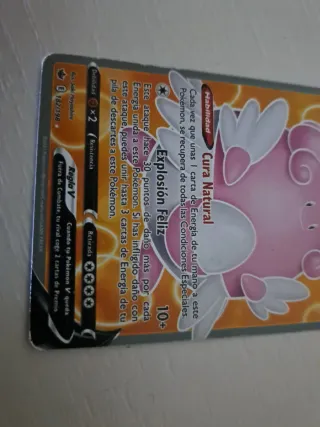 Habilidad Cura Natural
Cada vez que unas 1 carta de Energía de tu mano a este
Pokémon, se recupera de todas las Condiciones Especiales.
Explosión Feliz 10+
Este ataque hace 30 puntos de daño más por cada
Energía unida a este Pokémon. Si has infligido daño con
este ataque, puedes unir hasta 3 cartas de Energía de tu
pila de descartes a este Pokémon.
Debilidad ×2 Resistencia Retirada
Regla V Cuando tu Pokémon V queda
Fuera de Combate, tu rival coge 2 cartas de Premio.